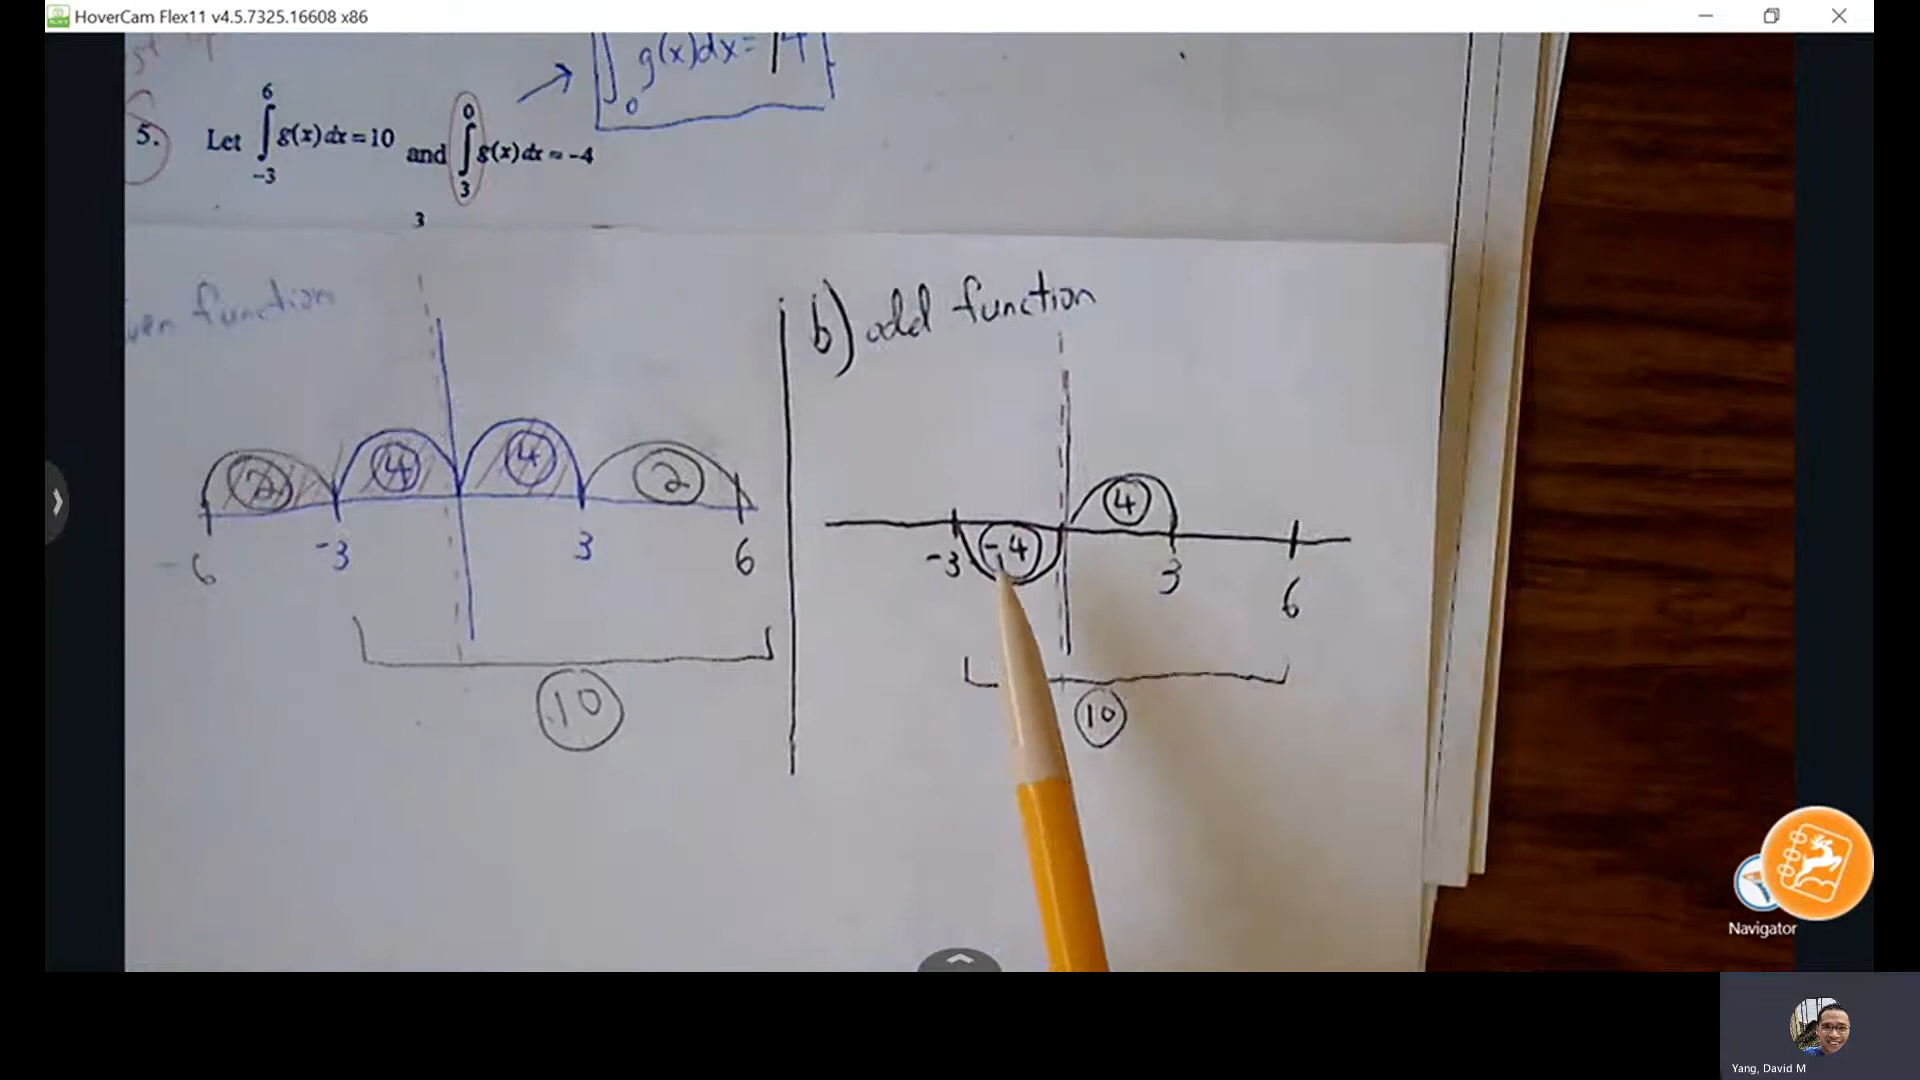 HoverCam Flex11 v4.5.7325.16608 x86
∫ g(x)dx = 4
0
5. Let ∫ g(x) dx = 10 and ∫ g(x) dx = -4
6
-3
0
3
3
function
2 4 4 2
-6 -3 3 6
10
b) odd function
4
-4
-3 3 6
10
Navigator
Yang, David M